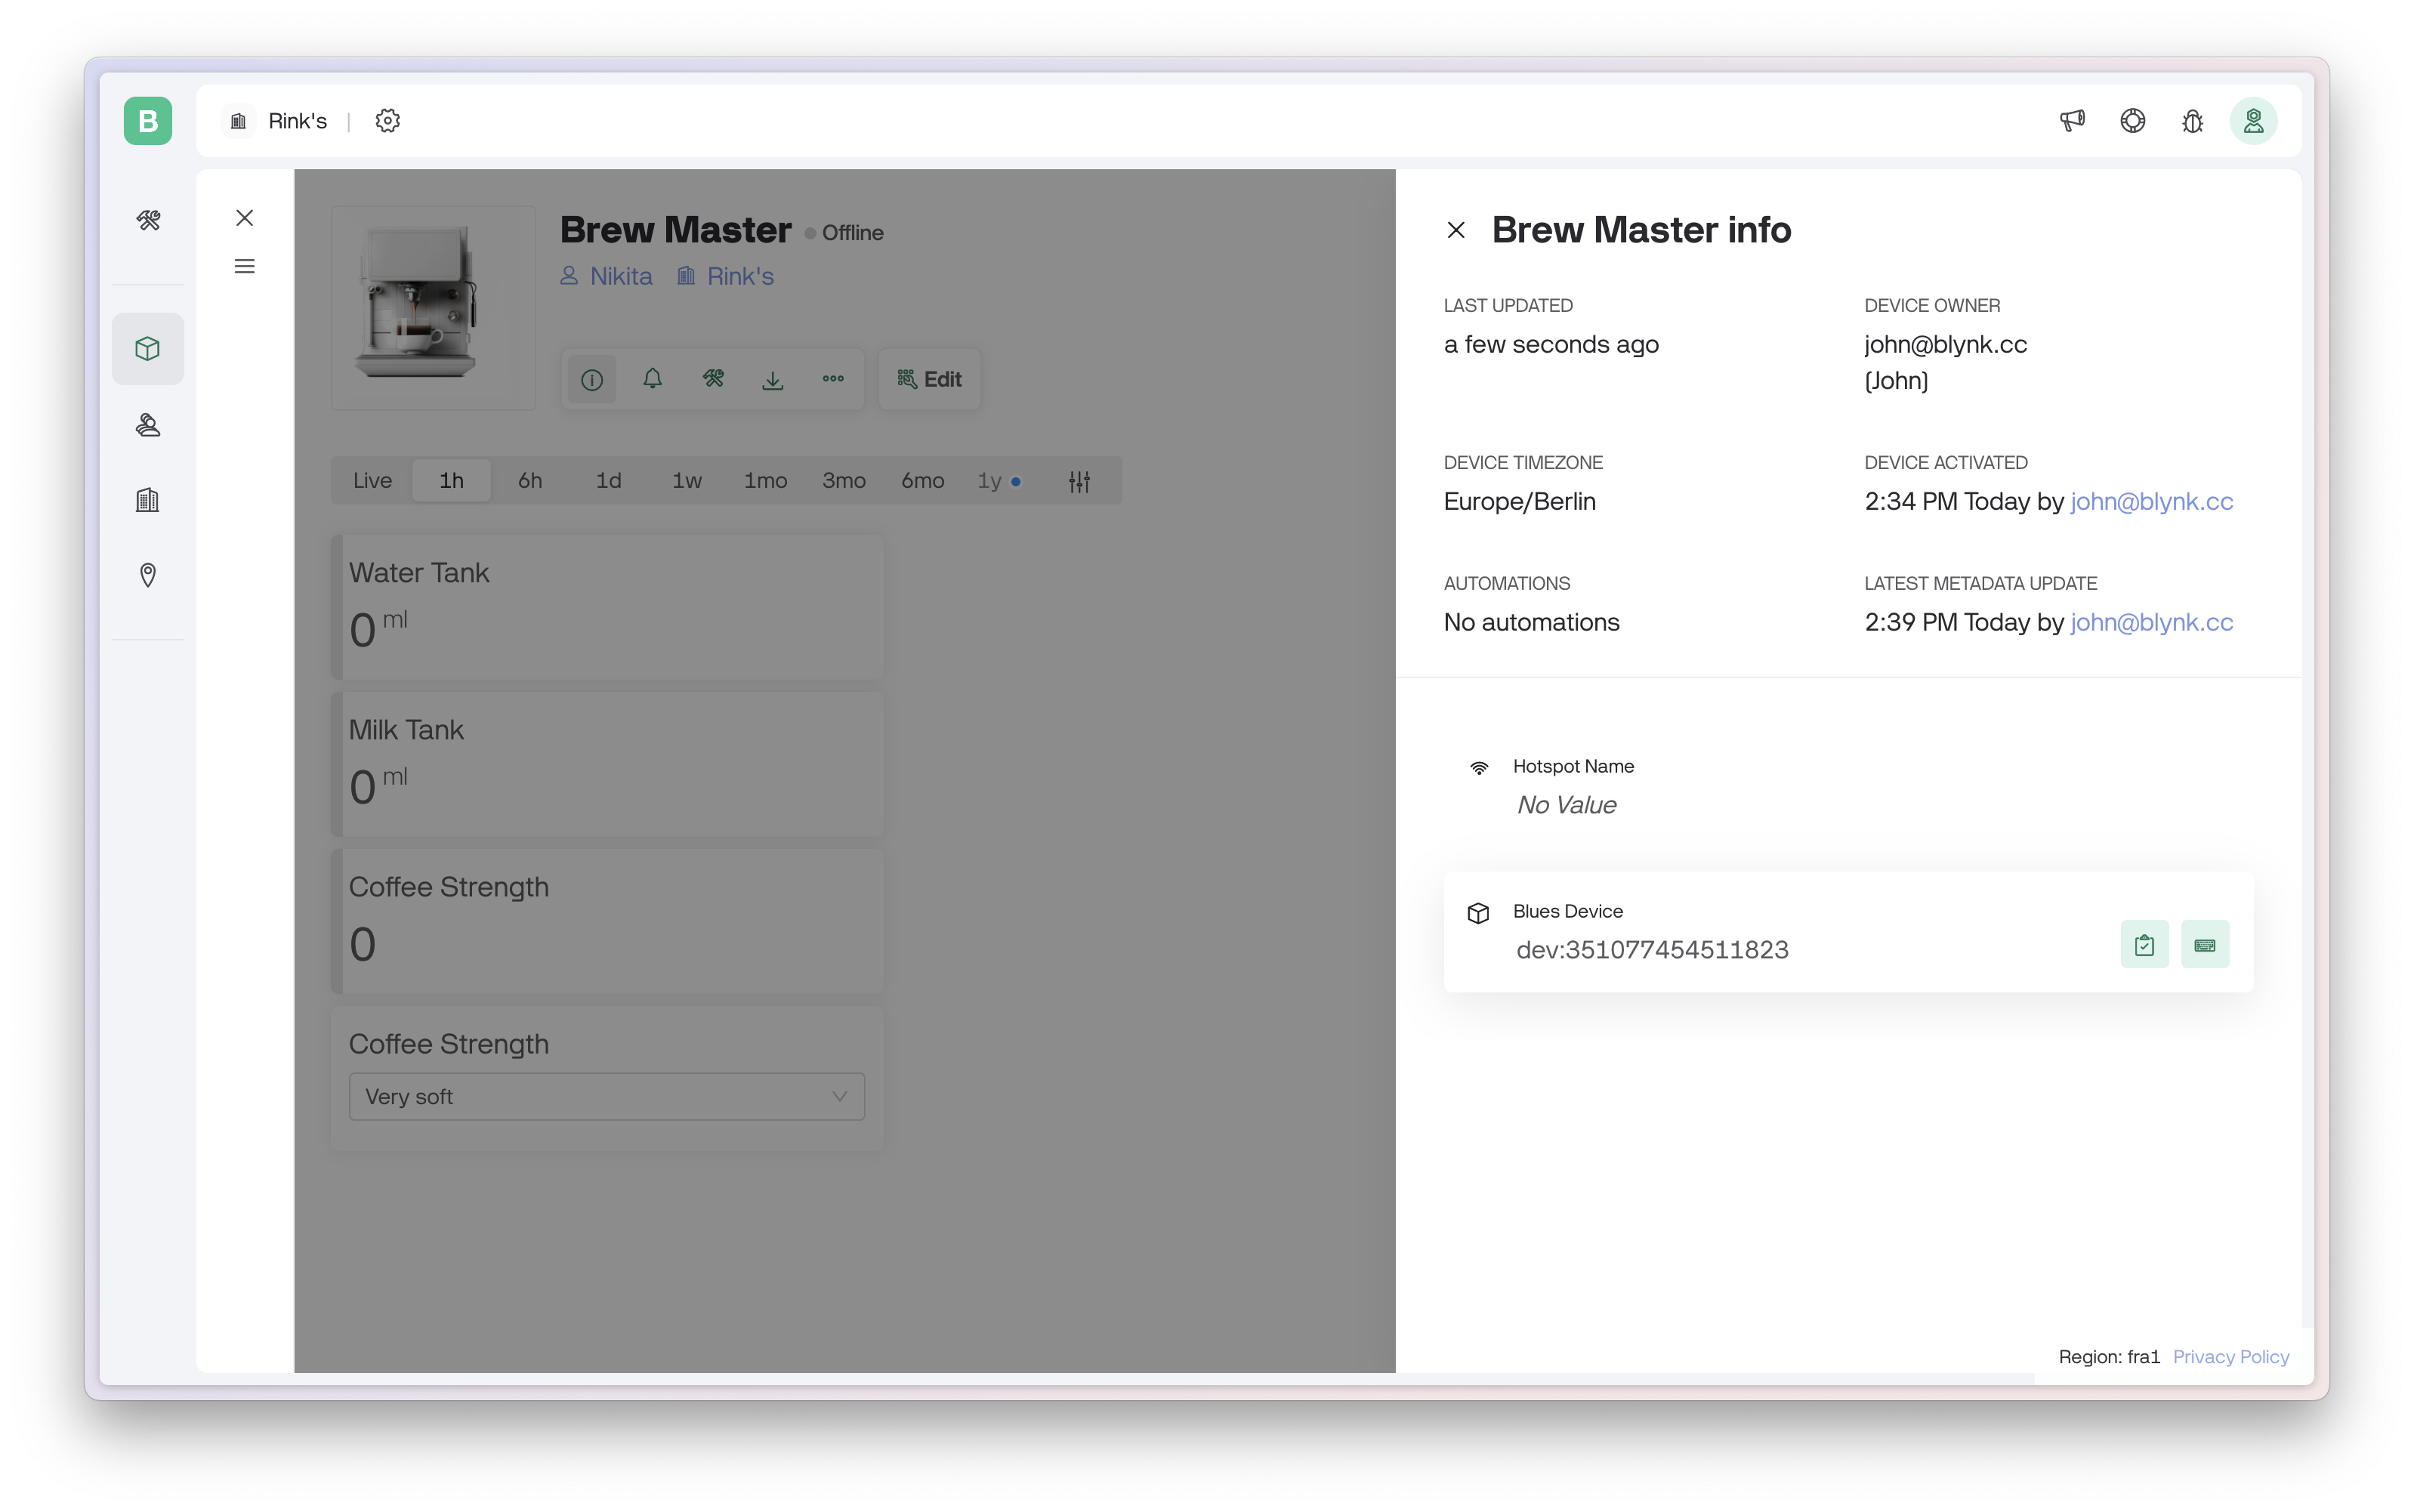 B
Rink's
Brew Master
Offline
Nikita
Rink's
Edit
Live
1h
6h
1d
1w
1mo
3mo
6mo
1y
Water Tank
0 ml
Milk Tank
0 ml
Coffee Strength
0
Coffee Strength
Very soft
Brew Master info
LAST UPDATED
a few seconds ago
DEVICE OWNER
john@blynk.cc
(John)
DEVICE TIMEZONE
Europe/Berlin
DEVICE ACTIVATED
2:34 PM Today by john@blynk.cc
AUTOMATIONS
No automations
LATEST METADATA UPDATE
2:39 PM Today by john@blynk.cc
Hotspot Name
No Value
Blues Device
dev:351077454511823
Region: fra1 Privacy Policy